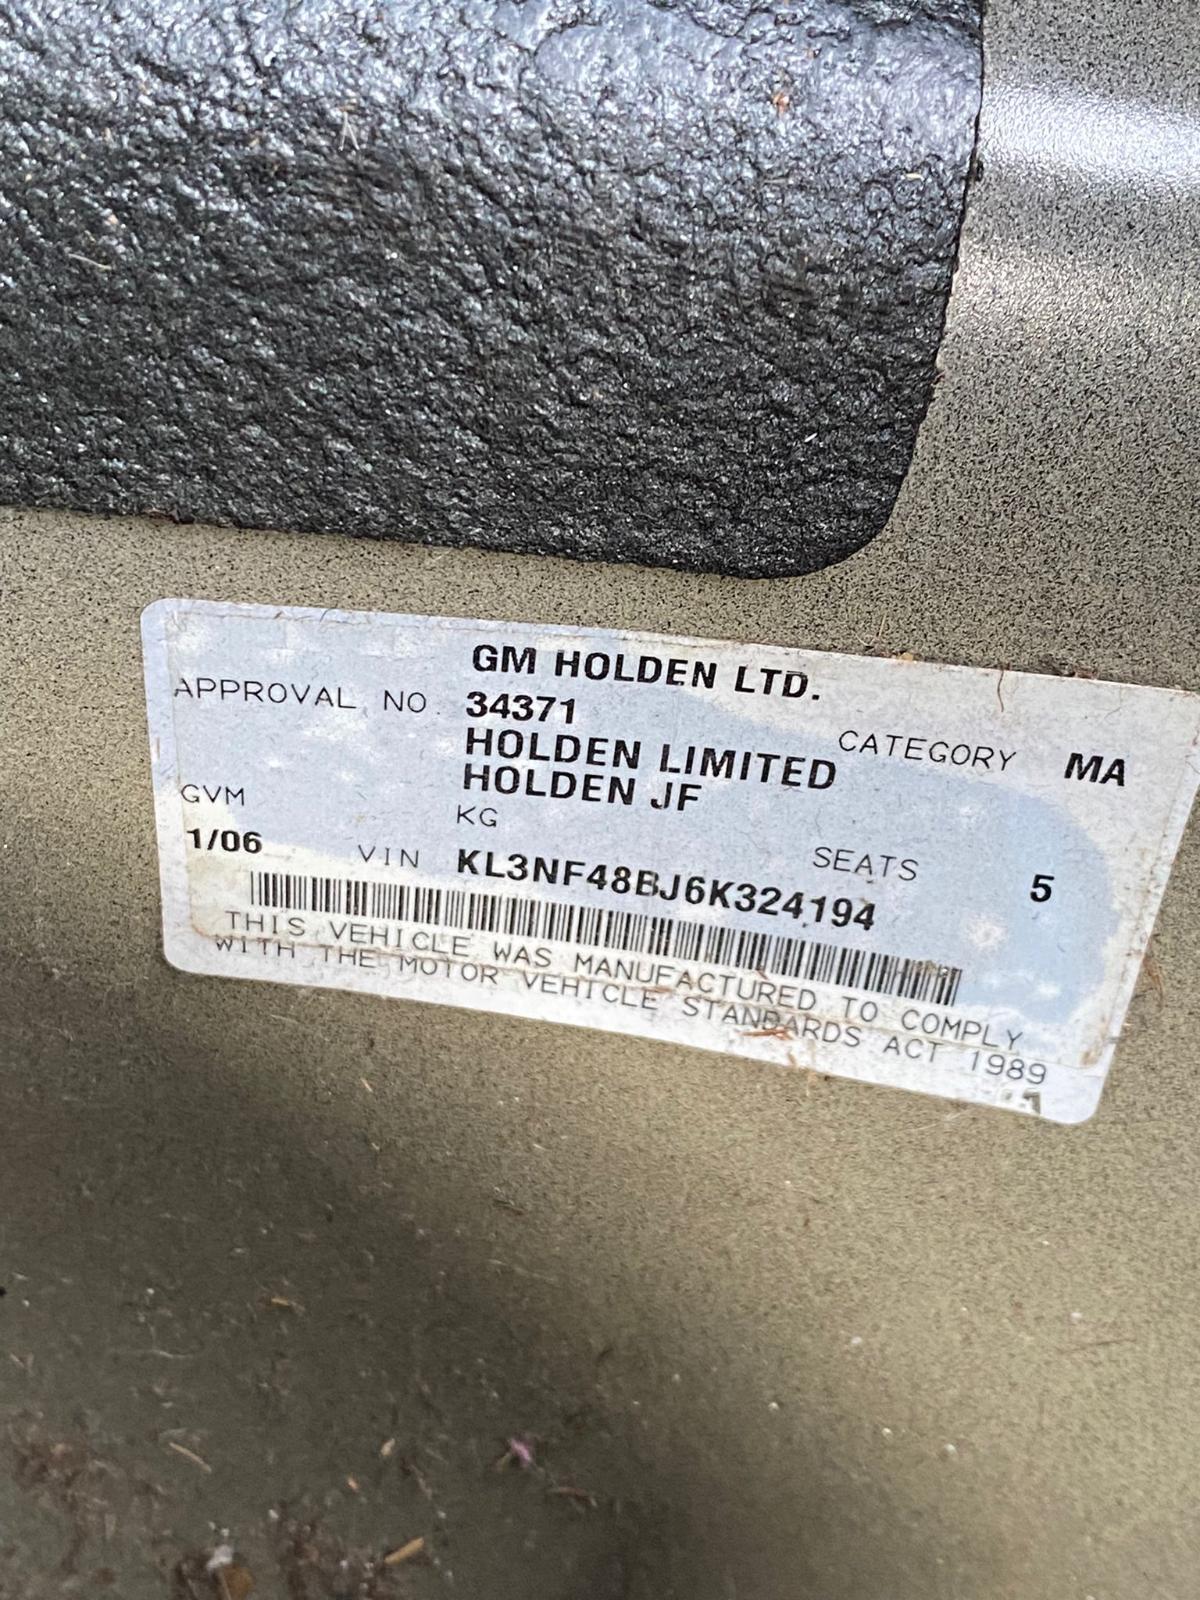 GM HOLDEN LTD.
APPROVAL NO. 34371 CATEGORY MA
HOLDEN LIMITED
HOLDEN JF
GVM KG SEATS 5
1/06 VIN KL3NF48BJ6K324194
THIS VEHICLE WAS MANUFACTURED TO COMPLY
WITH THE MOTOR VEHICLE STANDARDS ACT 1989